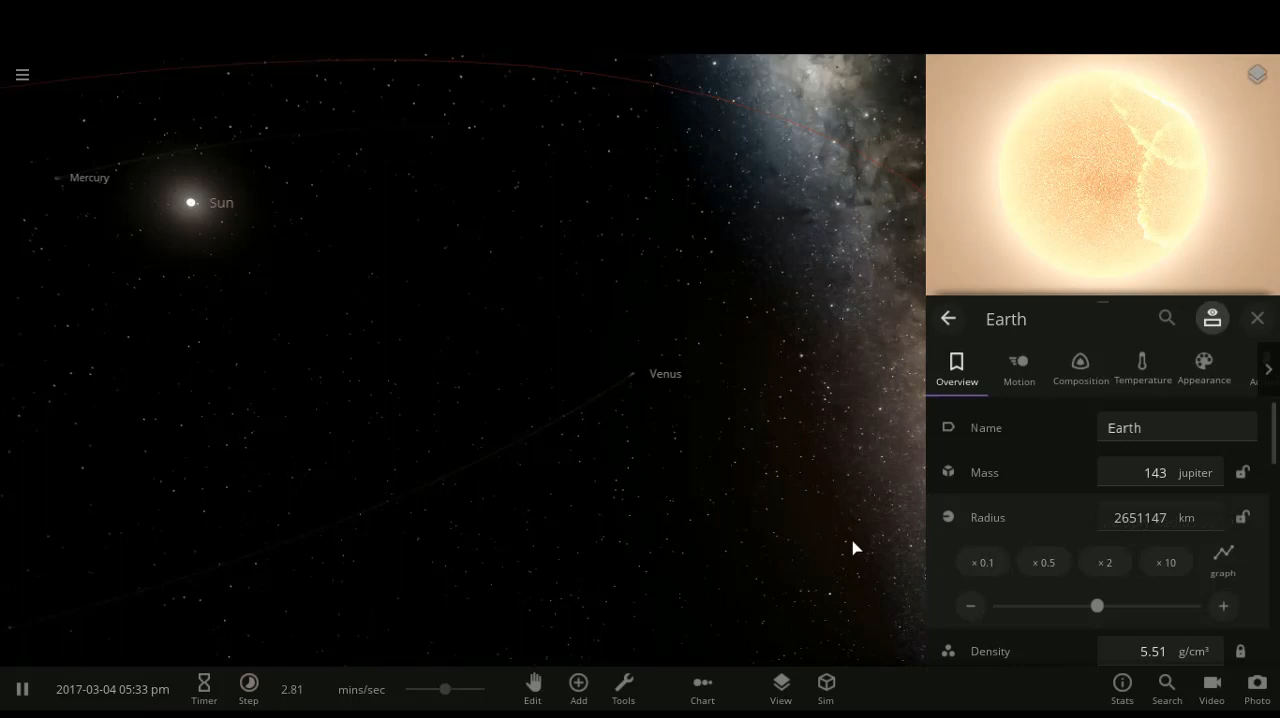 Mercury
Sun
Venus
Earth
Overview
Motion
Composition
Temperature
Appearance
Name
Earth
Mass
143 jupiter
Radius
2651147 km
× 0.1
× 0.5
× 2
× 10
graph
Density
5.51 g/cm³
2017-03-04 05:33 pm
Timer
Step
2.81
mins/sec
Edit
Add
Tools
Chart
View
Sim
Stats
Search
Video
Photo